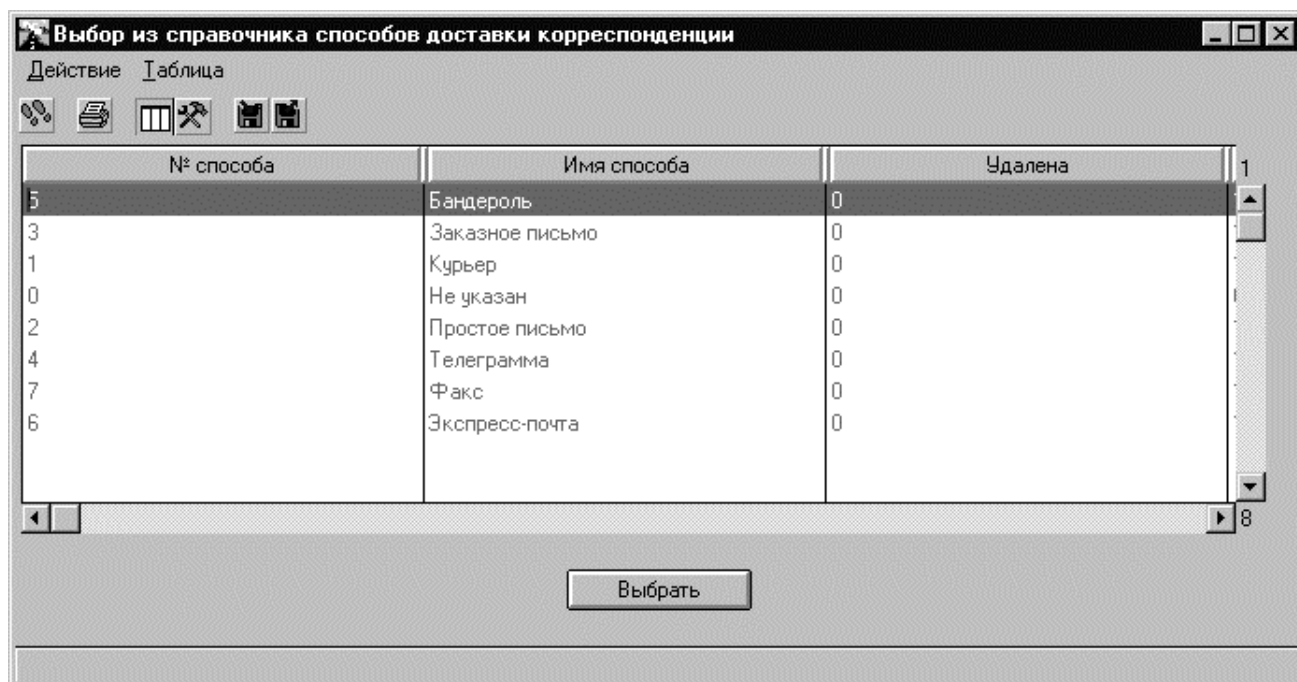 Выбор из справочника способов доставки корреспонденции
Действие Таблица
№ способа Имя способа Удалена 1
5 Бандероль 0
3 Заказное письмо 0
1 Курьер 0
0 Не указан 0
2 Простое письмо 0
4 Телеграмма 0
7 Факс 0
6 Экспресс-почта 0
8
Выбрать